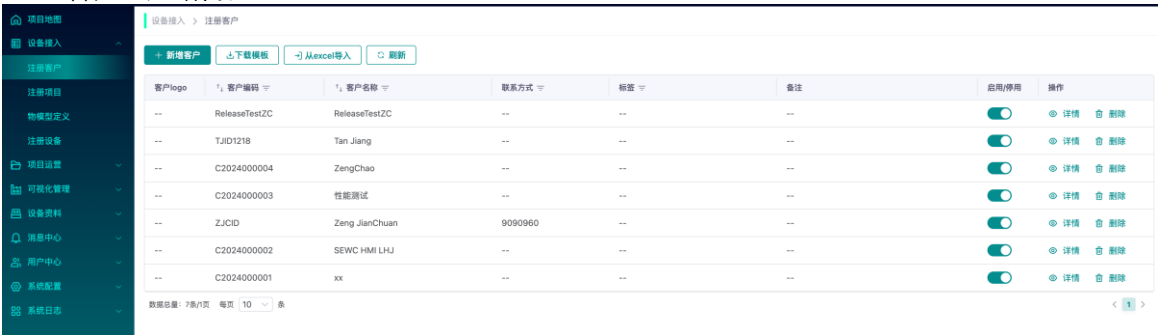 项目地图
设备接入
注册客户
注册项目
物模型定义
注册设备
项目运营
可视化管理
设备资料
消息中心
用户中心
系统配置
系统日志
设备接入 > 注册客户
+ 新增客户 下载模板 从excel导入 刷新
客户logo 客户编码 客户名称 联系方式 标签 备注 启用/停用 操作
-- ReleaseTestZC ReleaseTestZC -- -- -- 详情 删除
-- TJID1218 Tan Jiang -- -- -- 详情 删除
-- C2024000004 ZengChao -- -- -- 详情 删除
-- C2024000003 性能测试 -- -- -- 详情 删除
-- ZJCID Zeng JianChuan 9090960 -- -- 详情 删除
-- C2024000002 SEWC HMI LHJ -- -- -- 详情 删除
-- C2024000001 xx -- -- -- 详情 删除
数据总量: 7条/1页 每页 10 条 < 1 >